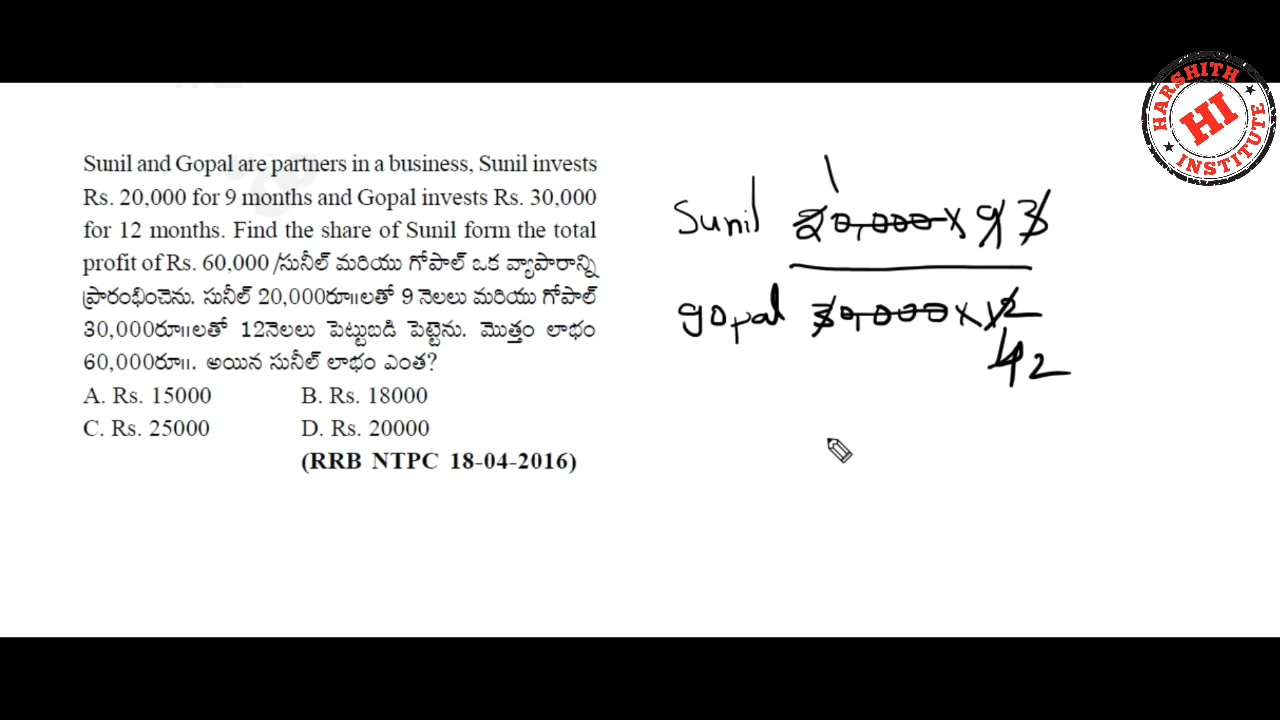 Sunil and Gopal are partners in a business, Sunil invests
Rs. 20,000 for 9 months and Gopal invests Rs. 30,000
for 12 months. Find the share of Sunil form the total
profit of Rs. 60,000 /సునీల్ మరియు గోపాల్ ఒక వ్యాపారాన్ని
ప్రారంభించెను. సునీల్ 20,000రూ॥లతో 9 నెలలు మరియు గోపాల్
30,000రూ॥లతో 12నెలలు పెట్టుబడి పెట్టెను. మొత్తం లాభం
60,000రూ॥. అయిన సునీల్ లాభం ఎంత?
A. Rs. 15000 B. Rs. 18000
C. Rs. 25000 D. Rs. 20000
(RRB NTPC 18-04-2016)
1
Sunil 20,000 x 9 3
gopal 30,000 x 12
4 2
HARSHITH
HI
INSTITUTE